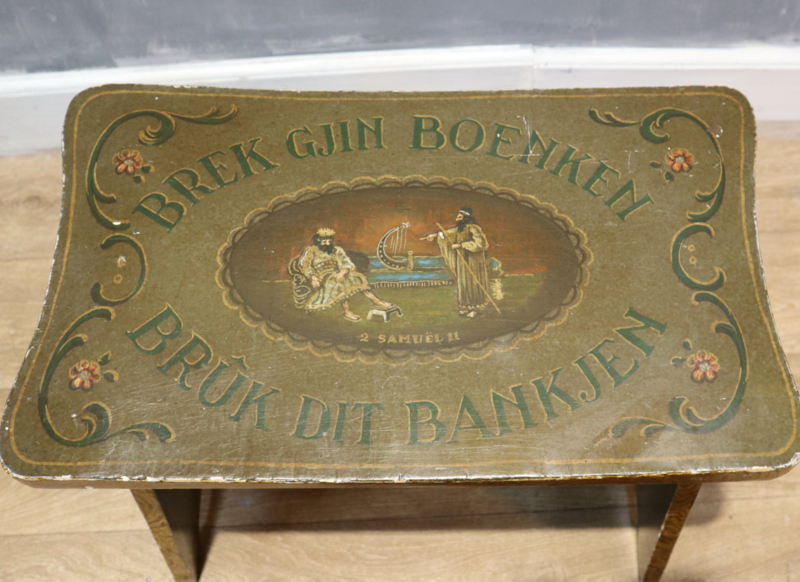 BREK GJIN BOENKEN
2 SAMUËL 11
BRÛK DIT BANKJEN